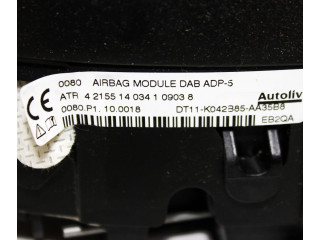 0080 AIRBAG MODULE DAB ADP-5
ATR 4 2155 14 034 1 0903 8 Autoliv
0080.P1. 10.0018 DT11-K042B85-AA35B8
EB2QA
CE